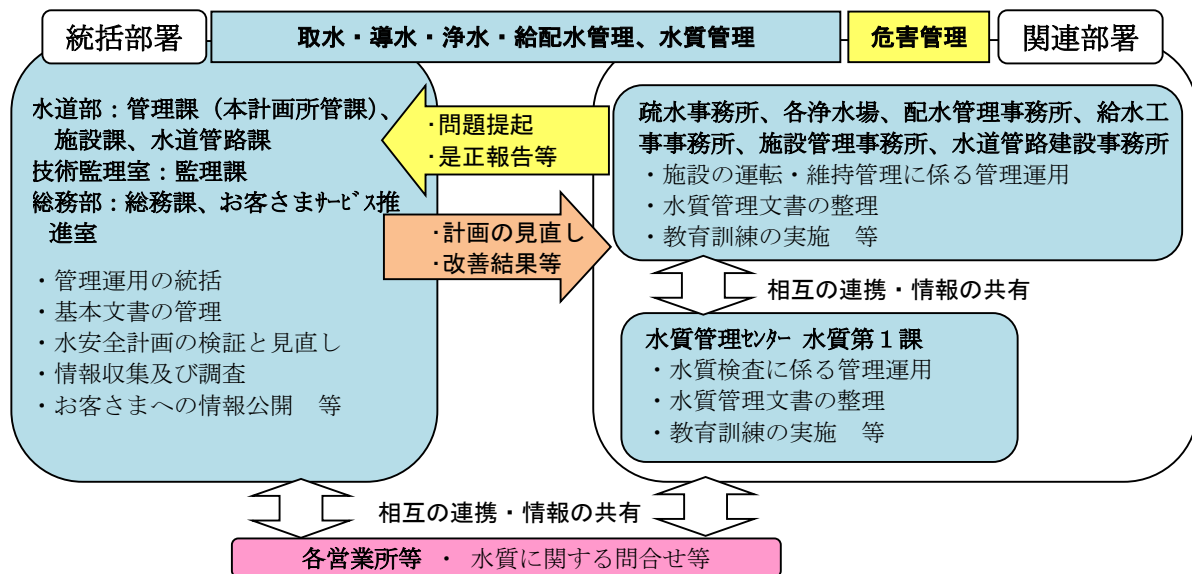 統括部署
取水・導水・浄水・給配水管理、水質管理
危害管理
関連部署
水道部：管理課（本計画所管課）、
施設課、水道管路課
技術監理室：監理課
総務部：総務課、お客さまｻｰﾋﾞｽ推
進室
・管理運用の統括
・基本文書の管理
・水安全計画の検証と見直し
・情報収集及び調査
・お客さまへの情報公開　等
・問題提起
・是正報告等
・計画の見直し
・改善結果等
疏水事務所、各浄水場、配水管理事務所、給水工
事事務所、施設管理事務所、水道管路建設事務所
・施設の運転・維持管理に係る管理運用
・水質管理文書の整理
・教育訓練の実施　等
相互の連携・情報の共有
水質管理ｾﾝﾀｰ 水質第１課
・水質検査に係る管理運用
・水質管理文書の整理
・教育訓練の実施　等
相互の連携・情報の共有
各営業所等 ・ 水質に関する問合せ等